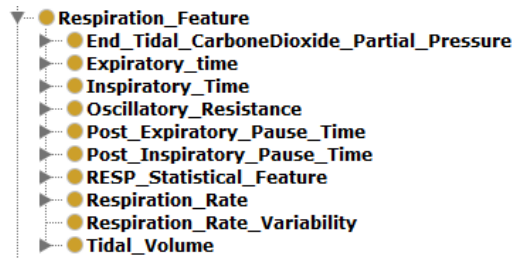 Respiration_Feature
End_Tidal_CarboneDioxide_Partial_Pressure
Expiratory_time
Inspiratory_Time
Oscillatory_Resistance
Post_Expiratory_Pause_Time
Post_Inspiratory_Pause_Time
RESP_Statistical_Feature
Respiration_Rate
Respiration_Rate_Variability
Tidal_Volume